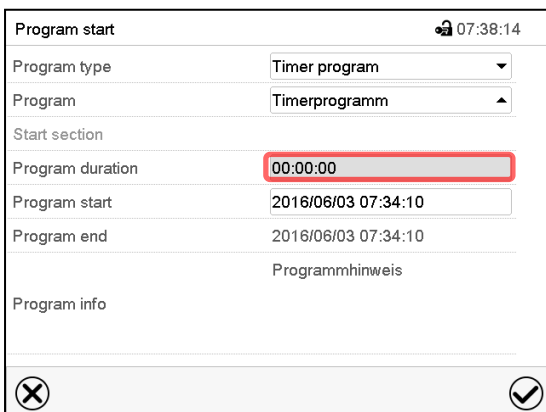 Program start 07:38:14
Program type Timer program
Program Timerprogramm
Start section
Program duration 00:00:00
Program start 2016/06/03 07:34:10
Program end 2016/06/03 07:34:10
Programmhinweis
Program info